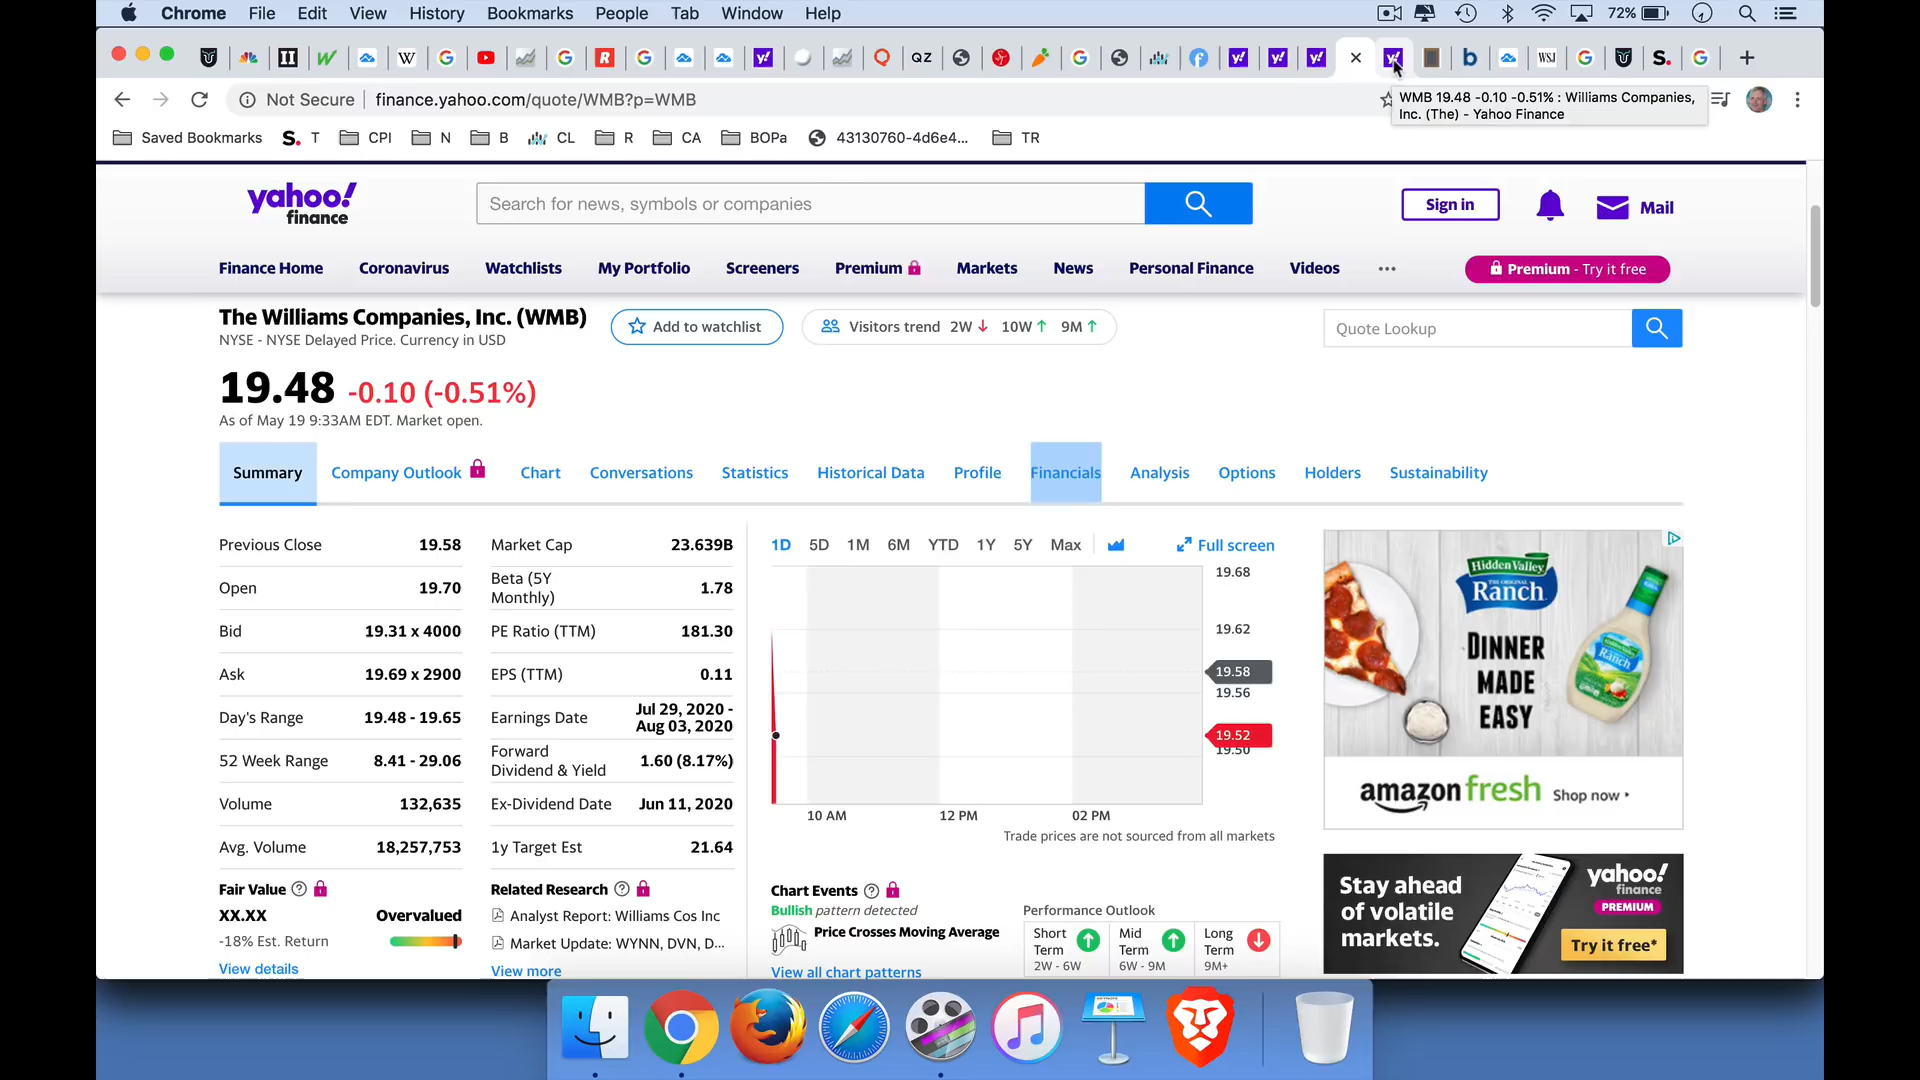 Chrome File Edit View History Bookmarks People Tab Window Help 72%
II W QZ b WSJ S. +
Not Secure finance.yahoo.com/quote/WMB?p=WMB
WMB 19.48 -0.10 -0.51% : Williams Companies,
Inc. (The) - Yahoo Finance
Saved Bookmarks S. T CPI N B CL R CA BOPa 43130760-4d6e4... TR
yahoo!
finance
Search for news, symbols or companies
Sign in
Mail
Finance Home Coronavirus Watchlists My Portfolio Screeners Premium Markets News Personal Finance Videos ••• Premium - Try it free
The Williams Companies, Inc. (WMB)
NYSE - NYSE Delayed Price. Currency in USD
Add to watchlist
Visitors trend 2W↓ 10W↑ 9M↑
Quote Lookup
19.48 -0.10 (-0.51%)
As of May 19 9:33AM EDT. Market open.
Summary Company Outlook Chart Conversations Statistics Historical Data Profile Financials Analysis Options Holders Sustainability
Previous Close 19.58
Open 19.70
Bid 19.31 x 4000
Ask 19.69 x 2900
Day's Range 19.48 - 19.65
52 Week Range 8.41 - 29.06
Volume 132,635
Avg. Volume 18,257,753
Market Cap 23.639B
Beta (5Y
Monthly) 1.78
PE Ratio (TTM) 181.30
EPS (TTM) 0.11
Earnings Date Jul 29, 2020 -
Aug 03, 2020
Forward
Dividend & Yield 1.60 (8.17%)
Ex-Dividend Date Jun 11, 2020
1y Target Est 21.64
1D 5D 1M 6M YTD 1Y 5Y Max Full screen
19.68
19.62
19.58
19.56
19.52
19.50
10 AM 12 PM 02 PM
Trade prices are not sourced from all markets
Fair Value
XX.XX Overvalued
-18% Est. Return
View details
Related Research
Analyst Report: Williams Cos Inc
Market Update: WYNN, DVN, D...
View more
Chart Events
Bullish pattern detected
Price Crosses Moving Average
View all chart patterns
Performance Outlook
Short
Term
2W - 6W
Mid
Term
6W - 9M
Long
Term
9M+
Hidden Valley
THE ORIGINAL
Ranch
DINNER
MADE
EASY
Hidden Valley
Ranch
amazon fresh Shop now
Stay ahead
of volatile
markets.
yahoo!
finance
PREMIUM
Try it free*